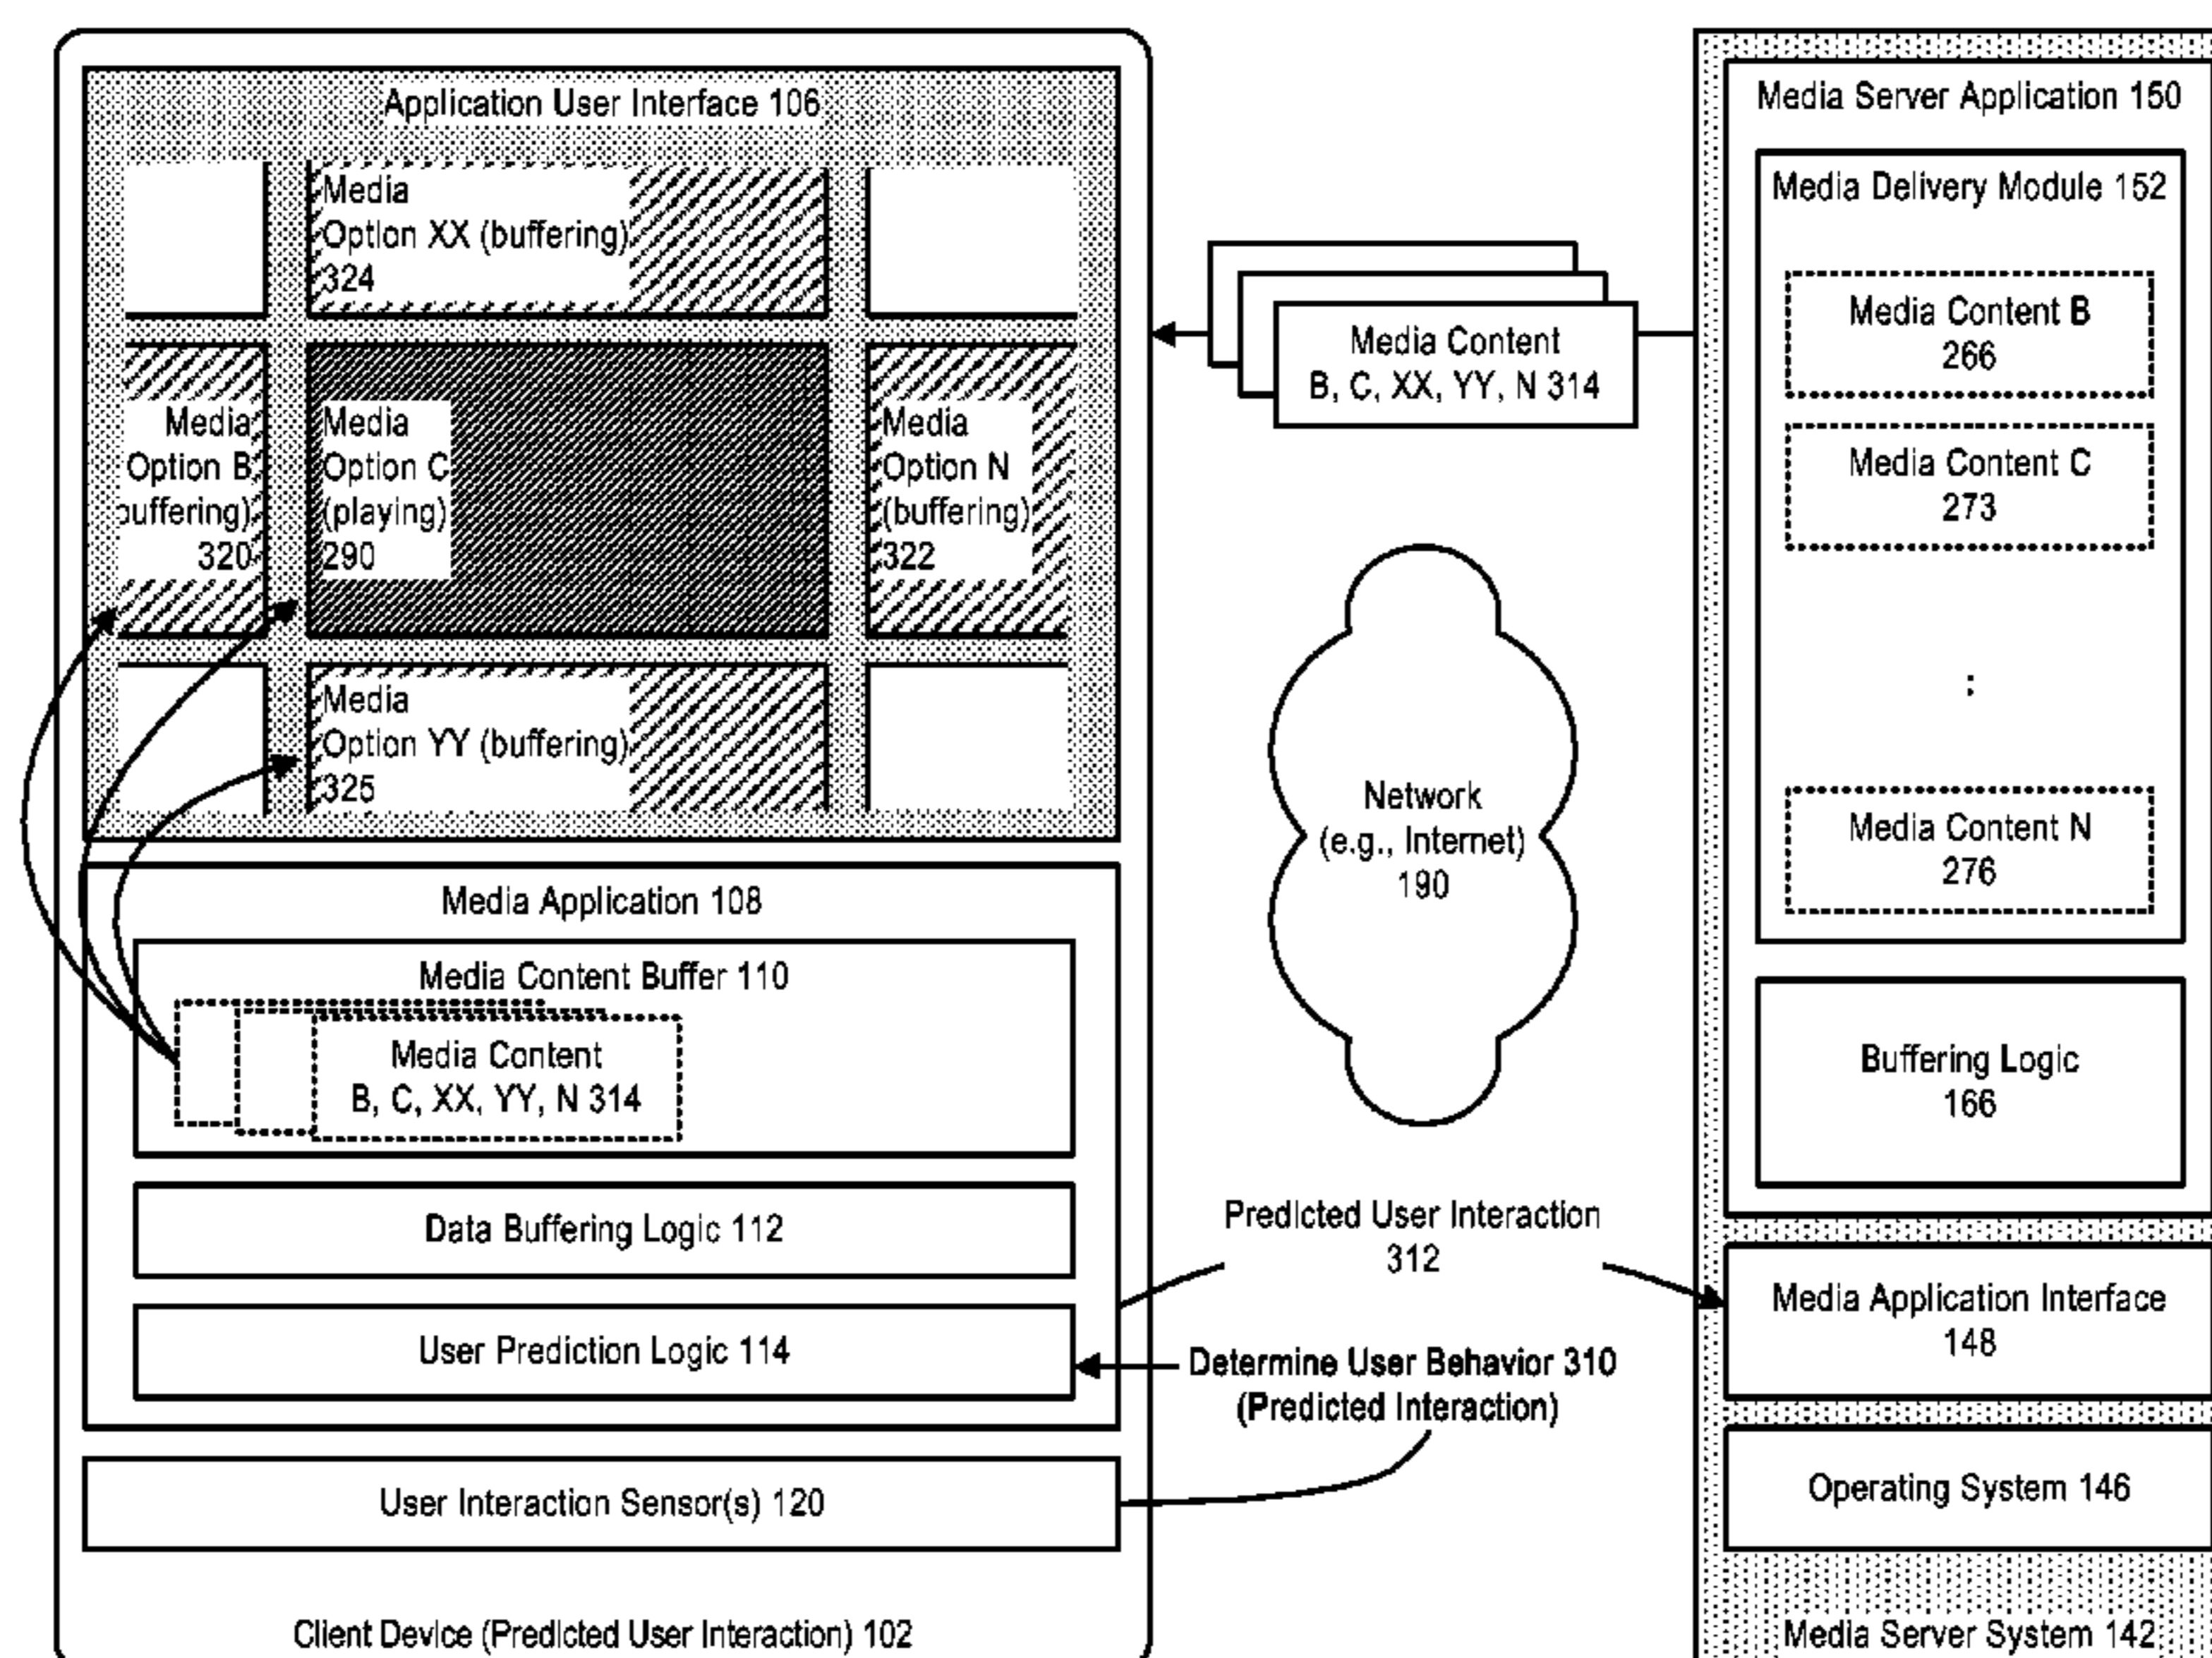 Application User Interface 106
Media
Option XX (buffering)
324
Media
Option B
buffering)
320
Media
Option C
(playing)
290
Media
Option N
(buffering)
322
Media
Option YY (buffering)
325
Media Application 108
Media Content Buffer 110
Media Content
B, C, XX, YY, N 314
Data Buffering Logic 112
User Prediction Logic 114
User Interaction Sensor(s) 120
Client Device (Predicted User Interaction) 102
Media Content
B, C, XX, YY, N 314
Network
(e.g., Internet)
190
Predicted User Interaction
312
Determine User Behavior 310
(Predicted Interaction)
Media Server Application 150
Media Delivery Module 152
Media Content B
266
Media Content C
273
:
Media Content N
276
Buffering Logic
166
Media Application Interface
148
Operating System 146
Media Server System 142